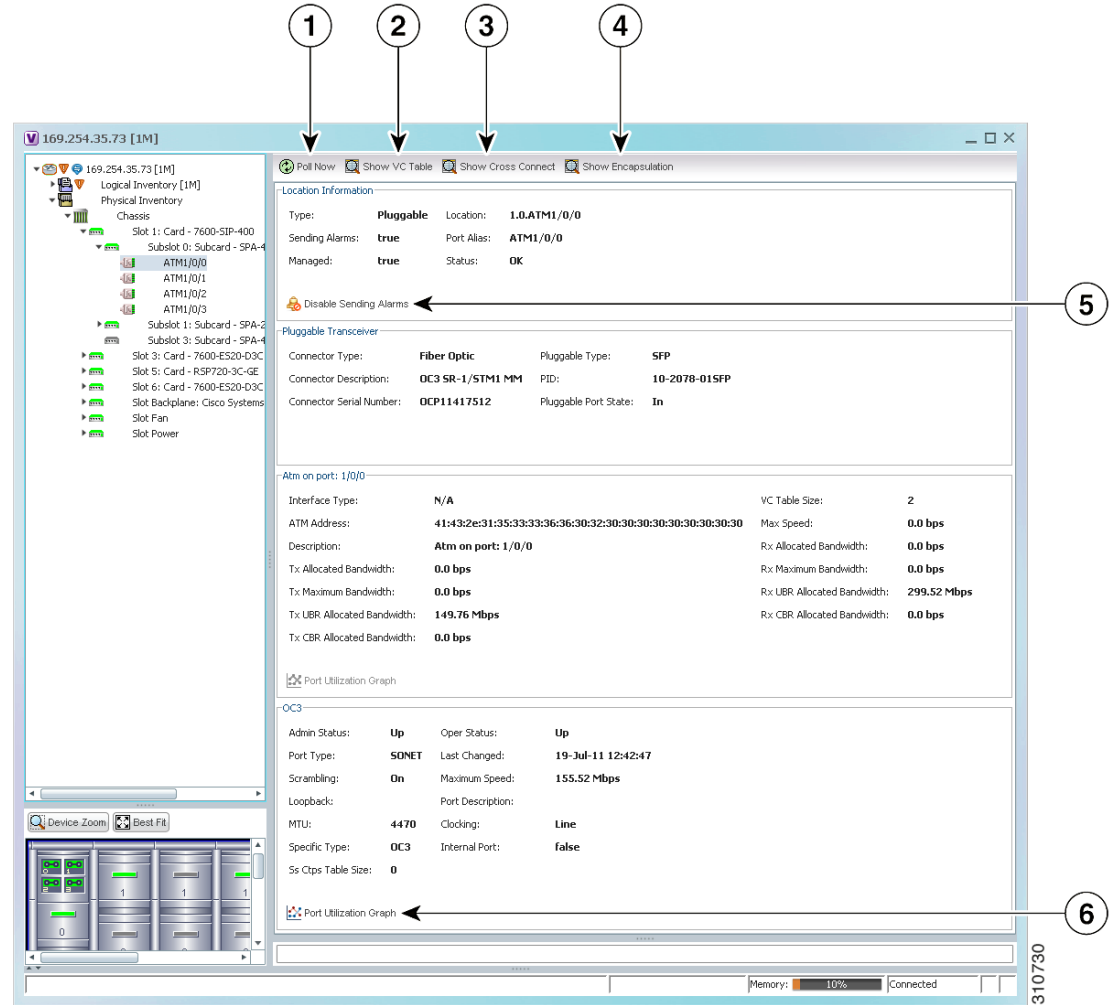 1 2 3 4
169.254.35.73 [1M]
169.254.35.73 [1M]
Logical Inventory [1M]
Physical Inventory
Chassis
Slot 1: Card - 7600-SIP-400
Subslot 0: Subcard - SPA-4
ATM1/0/0
ATM1/0/1
ATM1/0/2
ATM1/0/3
Subslot 1: Subcard - SPA-2
Subslot 3: Subcard - SPA-4
Slot 3: Card - 7600-ES20-D3C
Slot 5: Card - RSP720-3C-GE
Slot 6: Card - 7600-ES20-D3C
Slot Backplane: Cisco Systems
Slot Fan
Slot Power
Device Zoom Best Fit
0 1
2 3
1 1 1
0
Poll Now Show VC Table Show Cross Connect Show Encapsulation
Location Information
Type: Pluggable Location: 1.0.ATM1/0/0
Sending Alarms: true Port Alias: ATM1/0/0
Managed: true Status: OK
Disable Sending Alarms 5
Pluggable Transceiver
Connector Type: Fiber Optic Pluggable Type: SFP
Connector Description: OC3 SR-1/STM1 MM PID: 10-2078-01SFP
Connector Serial Number: OCP11417512 Pluggable Port State: In
Atm on port: 1/0/0
Interface Type: N/A VC Table Size: 2
ATM Address: 41:43:2e:31:35:33:33:36:36:30:32:30:30:30:30:30:30:30:30:30 Max Speed: 0.0 bps
Description: Atm on port: 1/0/0 Rx Allocated Bandwidth: 0.0 bps
Tx Allocated Bandwidth: 0.0 bps Rx Maximum Bandwidth: 0.0 bps
Tx Maximum Bandwidth: 0.0 bps Rx UBR Allocated Bandwidth: 299.52 Mbps
Tx UBR Allocated Bandwidth: 149.76 Mbps Rx CBR Allocated Bandwidth: 0.0 bps
Tx CBR Allocated Bandwidth: 0.0 bps
Port Utilization Graph
OC3
Admin Status: Up Oper Status: Up
Port Type: SONET Last Changed: 19-Jul-11 12:42:47
Scrambling: On Maximum Speed: 155.52 Mbps
Loopback: Port Description:
MTU: 4470 Clocking: Line
Specific Type: OC3 Internal Port: false
Ss Ctps Table Size: 0
Port Utilization Graph 6
Memory: 10% Connected
310730